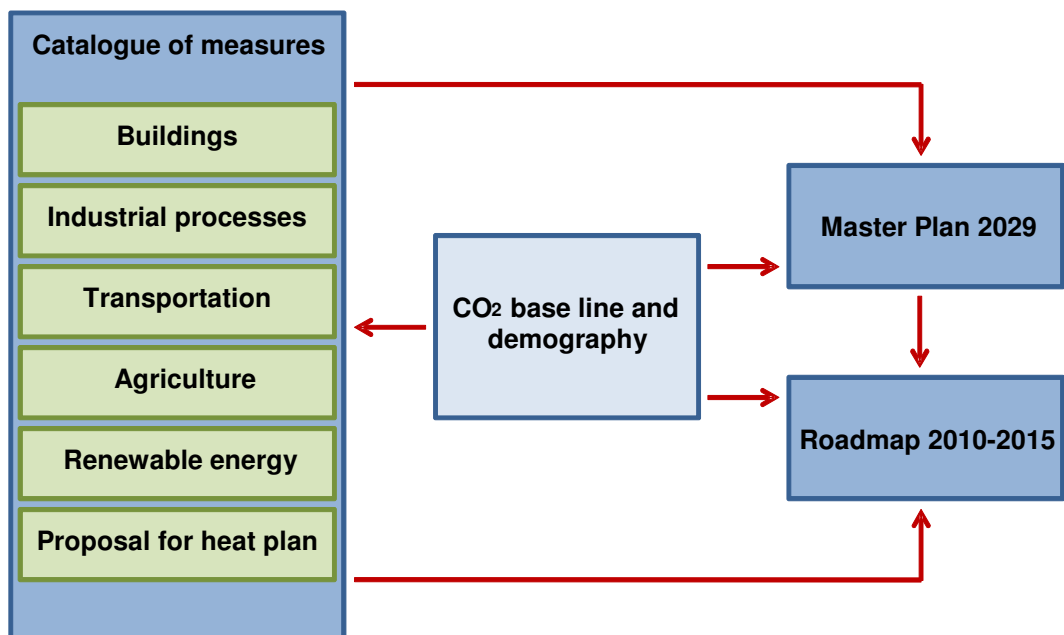 Catalogue of measures
Buildings
Industrial processes
Transportation
Agriculture
Renewable energy
Proposal for heat plan
CO2 base line and
demography
Master Plan 2029
Roadmap 2010-2015